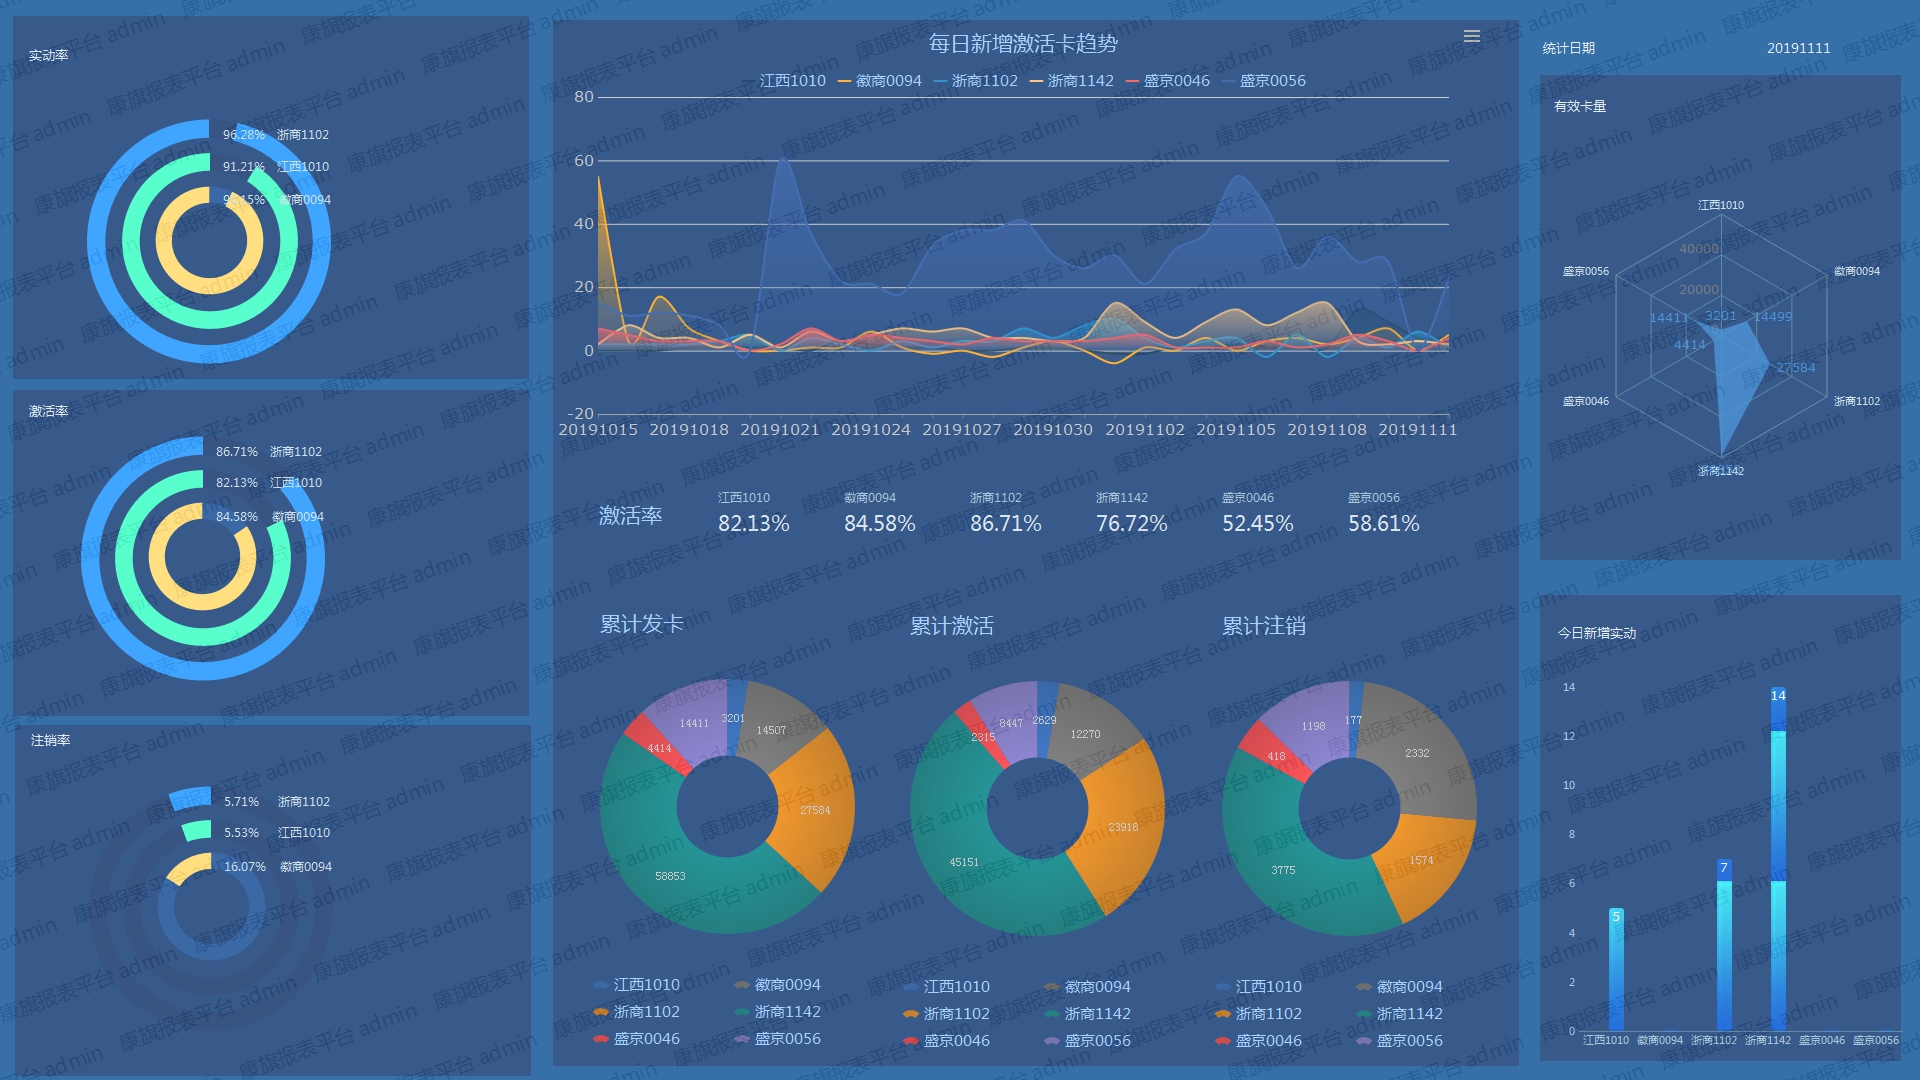 实动率
96.28% 浙商1102
91.21% 江西1010
徽商0094
激活率
86.71% 浙商1102
82.13% 江西1010
84.58% 徽商0094
注销率
5.71% 浙商1102
5.53% 江西1010
16.07% 徽商0094
每日新增激活卡趋势
江西1010 徽商0094 浙商1102 浙商1142 盛京0046 盛京0056
80
60
40
20
0
-20
20191015 20191018 20191021 20191024 20191027 20191030 20191102 20191105 20191108 20191111
激活率
江西1010 徽商0094 浙商1102 浙商1142 盛京0046 盛京0056
82.13% 84.58% 86.71% 76.72% 52.45% 58.61%
累计发卡
3201
14507
27584
58853
4414
14411
江西1010 徽商0094
浙商1102 浙商1142
盛京0046 盛京0056
累计激活
2629
12270
23918
45151
2315
8447
江西1010 徽商0094
浙商1102 浙商1142
盛京0046 盛京0056
累计注销
177
2332
1574
3775
418
1198
江西1010 徽商0094
浙商1102 浙商1142
盛京0046 盛京0056
统计日期 20191111
有效卡量
江西1010
40000
盛京0056 徽商0094
20000
14411 3201 14499
4414
27584
盛京0046 浙商1102
浙商1142
今日新增实动
14
12
10
8
6
4
2
0
5
7
14
江西1010 徽商0094 浙商1102 浙商1142 盛京0046 盛京0056
康旗报表平台 admin